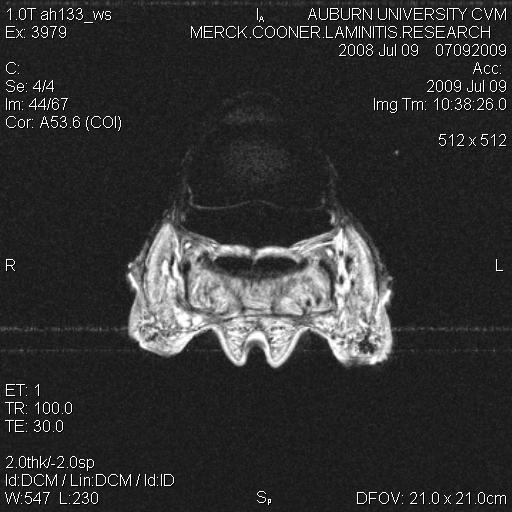 1.0T ah133_ws
Ex: 3979
C:
Se: 4/4
Im: 44/67
Cor: A53.6 (COI)
IA
AUBURN UNIVERSITY CVM
MERCK.COONER.LAMINITIS.RESEARCH
2008 Jul 09 07092009
Acc:
2009 Jul 09
Img Tm: 10:38:26.0
512 x 512
R
L
ET: 1
TR: 100.0
TE: 30.0
2.0thk/-2.0sp
Id:DCM / Lin:DCM / Id:ID
W:547 L:230
SP
DFOV: 21.0 x 21.0cm